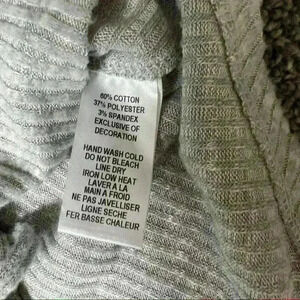 60% COTTON
37% POLYESTER
3% SPANDEX
EXCLUSIVE OF
DECORATION
HAND WASH COLD
DO NOT BLEACH
LINE DRY
IRON LOW HEAT
LAVER A LA
MAIN A FROID
NE PAS JAVELLISER
LIGNE SECHE
FER BASSE CHALEUR